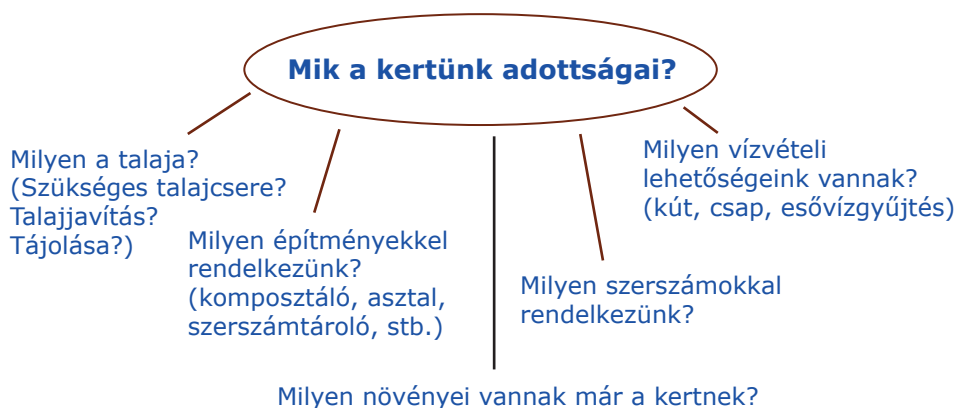 Mik a kertünk adottságai?
Milyen a talaja?
(Szükséges talajcsere?
Talajjavítás?
Tájolása?)
Milyen építményekkel
rendelkezünk?
(komposztáló, asztal,
szerszámtároló, stb.)
Milyen növényei vannak már a kertnek?
Milyen szerszámokkal
rendelkezünk?
Milyen vízvételi
lehetőségeink vannak?
(kút, csap, esővízgyűjtés)